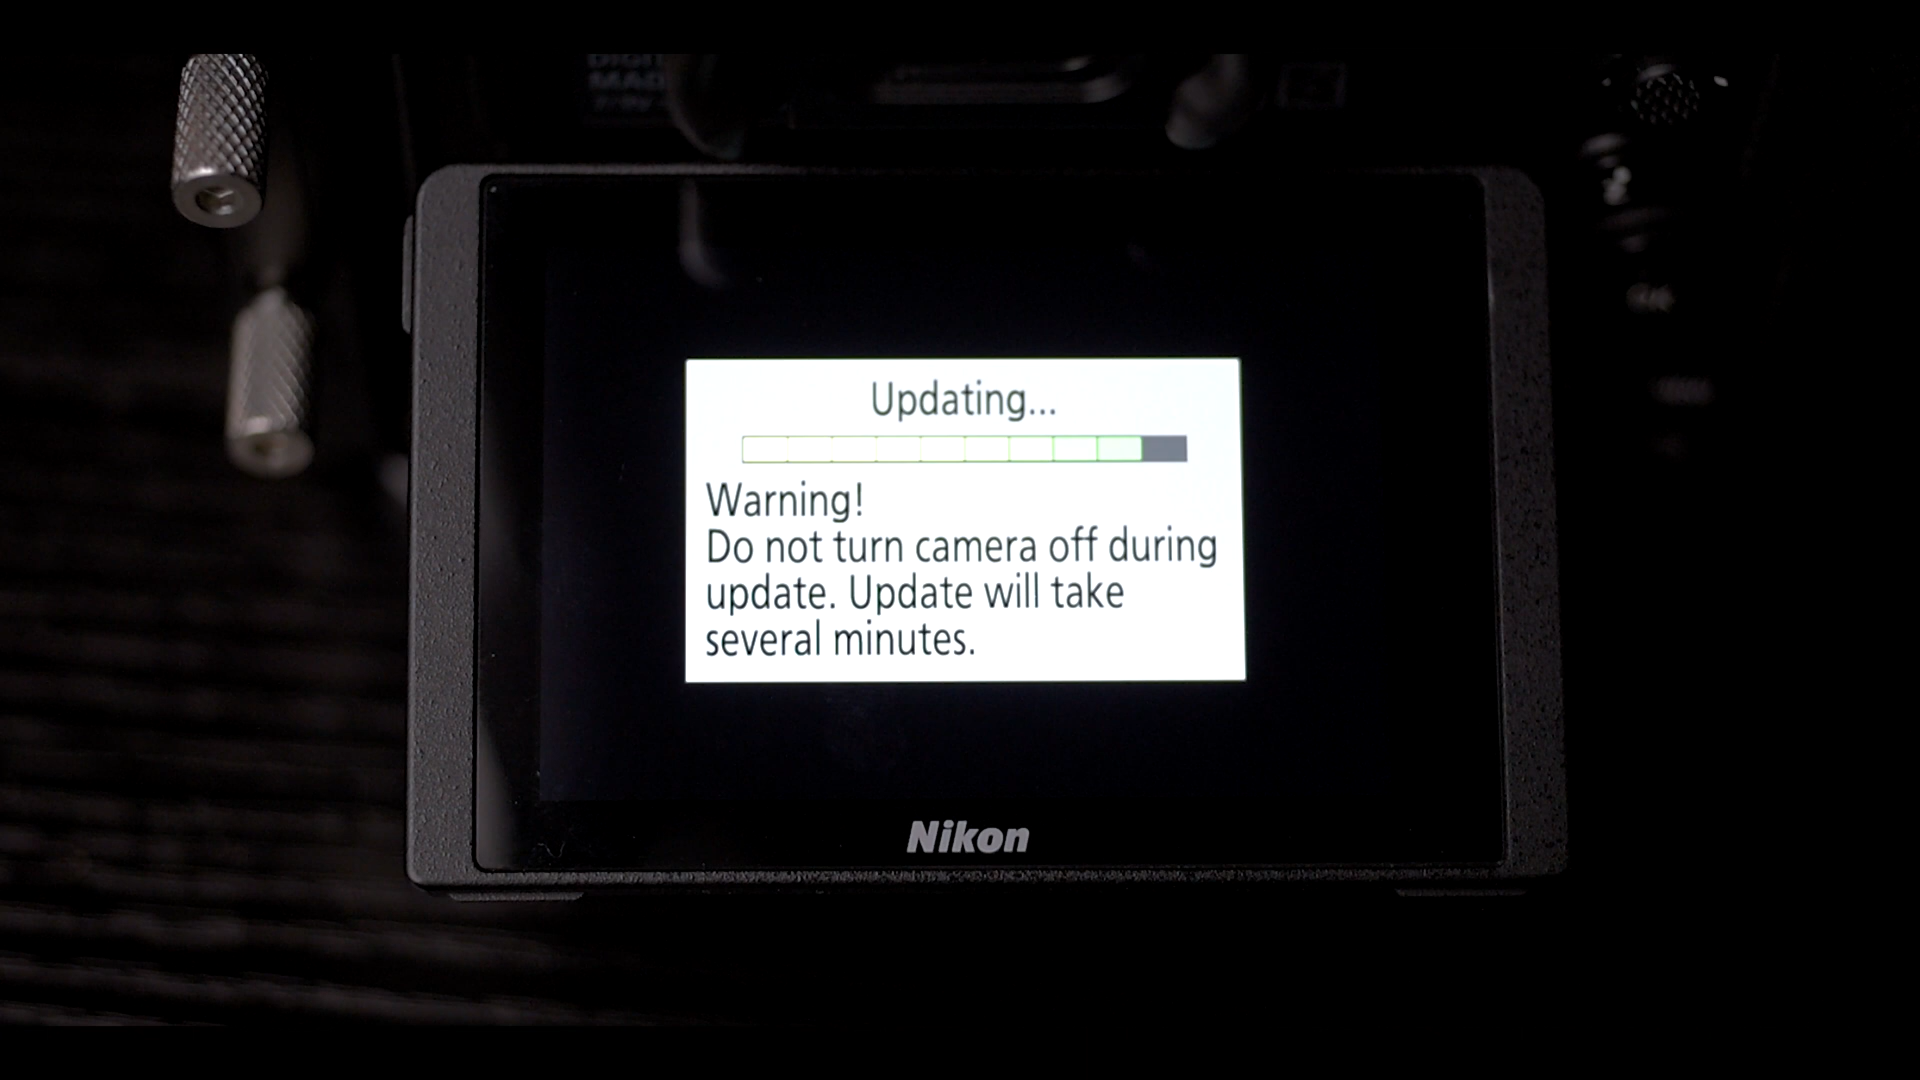 Updating...
Warning!
Do not turn camera off during
update. Update will take
several minutes.
Nikon